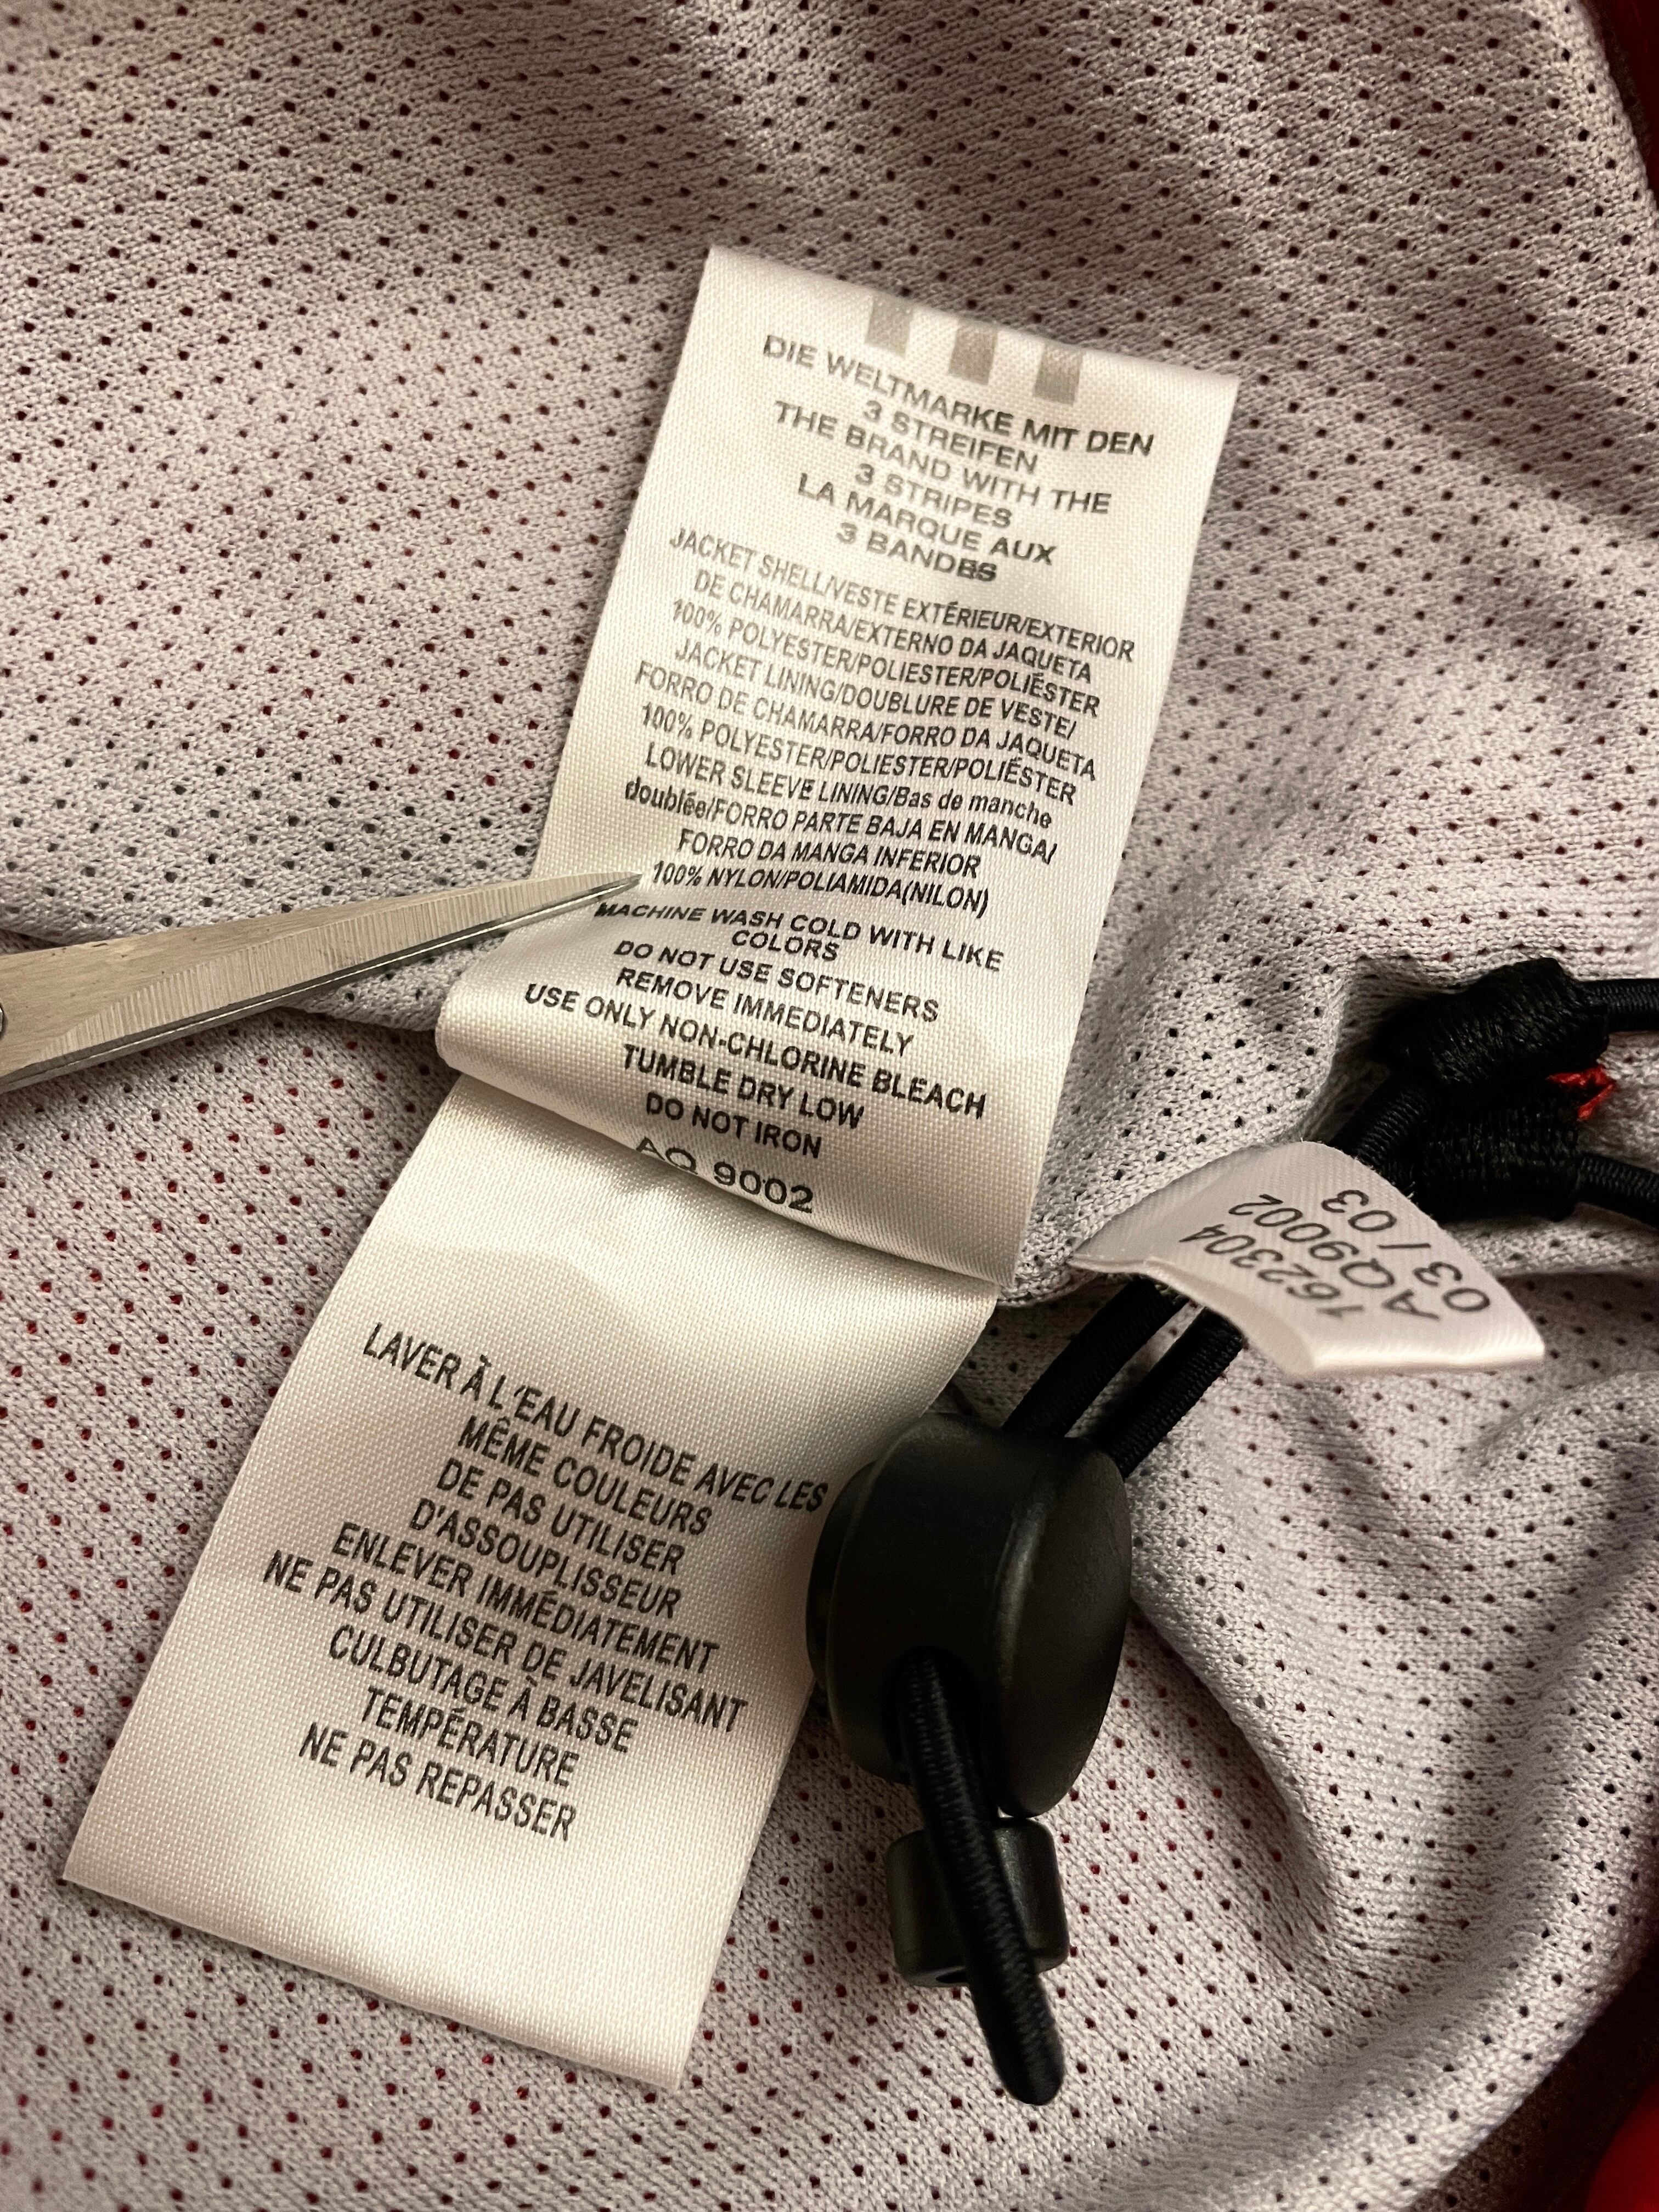 DIE WELTMARKE MIT DEN
3 STREIFEN
THE BRAND WITH THE
3 STRIPES
LA MARQUE AUX
3 BANDES
JACKET SHELL/VESTE EXTÉRIEUR/EXTERIOR
DE CHAMARRA/EXTERNO DA JAQUETA
100% POLYESTER/POLIESTER/POLIÉSTER
JACKET LINING/DOUBLURE DE VESTE/
FORRO DE CHAMARRA/FORRO DA JAQUETA
100% POLYESTER/POLIESTER/POLIÉSTER
LOWER SLEEVE LINING/Bas de manche
doublée/FORRO PARTE BAJA EN MANGA/
FORRO DA MANGA INFERIOR
100% NYLON/POLIAMIDA(NILON)
MACHINE WASH COLD WITH LIKE
COLORS
DO NOT USE SOFTENERS
REMOVE IMMEDIATELY
USE ONLY NON-CHLORINE BLEACH
TUMBLE DRY LOW
DO NOT IRON
AQ 9002
162304
AQ9002
03 / 03
LAVER À L'EAU FROIDE AVEC LES
MÊME COULEURS
DE PAS UTILISER
D'ASSOUPLISSEUR
ENLEVER IMMÉDIATEMENT
NE PAS UTILISER DE JAVELISANT
CULBUTAGE À BASSE
TEMPÉRATURE
NE PAS REPASSER